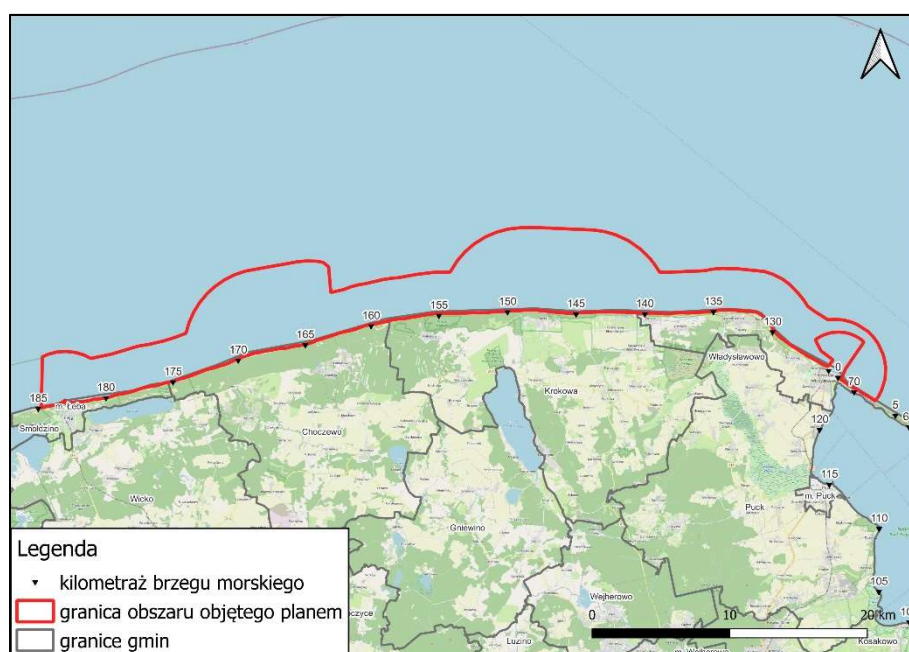 150
155
145
140
135
160
130
165
Władysławowo
170
0
175
70
Krokowa
180
185
5
m. Łeba
6
Smołdzino
Choczewo
120
115
Wicko
m. Puck
Puck
Gniewino
110
Legenda
kilometraż brzegu morskiego
105
Wejherowo
granica obszaru objętego planem
0 10 20 km
granice gmin
Luzino
Kosakowo